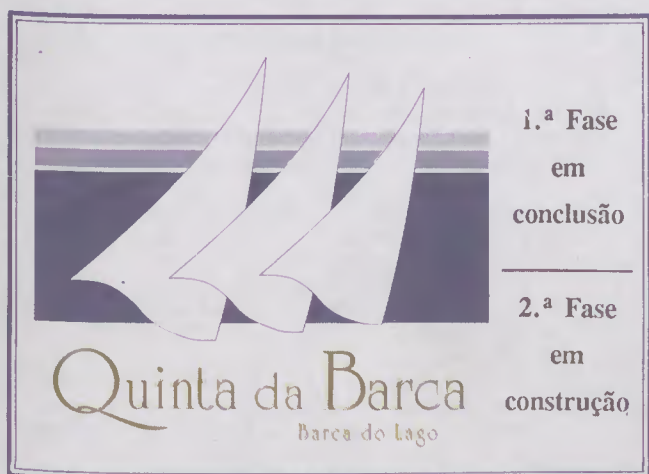 1.ª Fase
em
conclusão
2.ª Fase
em
construção
Quinta da Barca
Barca do Lago